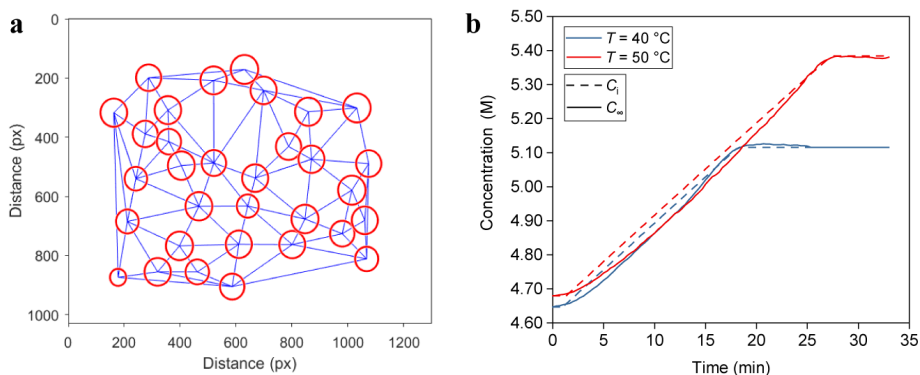 a
0
200
400
600
800
1000
Distance (px)
0 200 400 600 800 1000 1200
Distance (px)
b
5.50
5.40
5.30
5.20
5.10
5.00
4.90
4.80
4.70
4.60
Concentration (M)
T = 40 °C
T = 50 °C
Ci
C∞
0 5 10 15 20 25 30 35
Time (min)